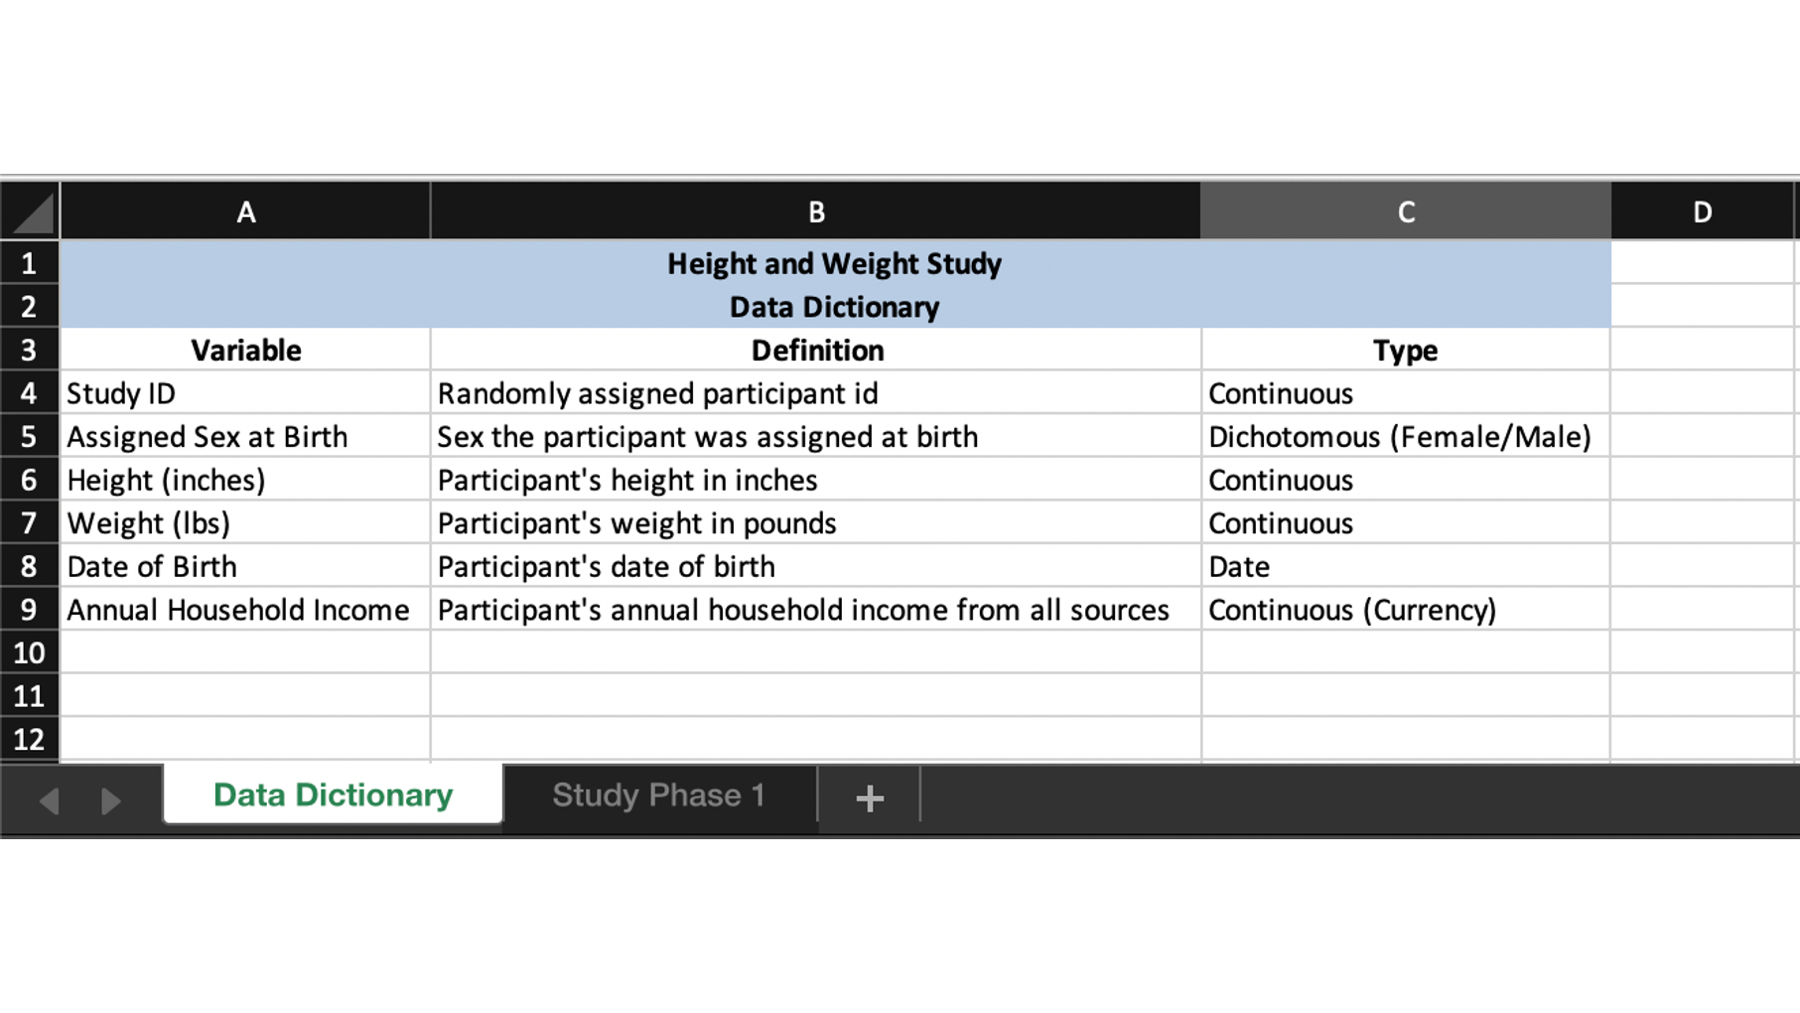 A B C D
1 Height and Weight Study
2 Data Dictionary
3 Variable Definition Type
4 Study ID Randomly assigned participant id Continuous
5 Assigned Sex at Birth Sex the participant was assigned at birth Dichotomous (Female/Male)
6 Height (inches) Participant's height in inches Continuous
7 Weight (lbs) Participant's weight in pounds Continuous
8 Date of Birth Participant's date of birth Date
9 Annual Household Income Participant's annual household income from all sources Continuous (Currency)
10
11
12
Data Dictionary Study Phase 1 +